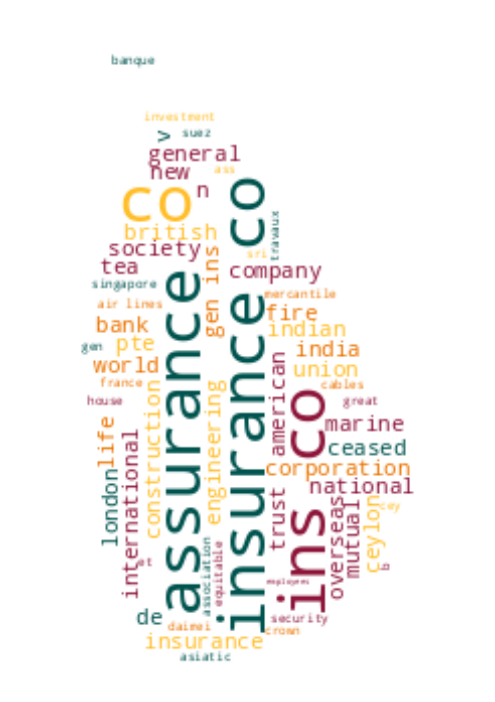 banque
investment
> suez
general
new ass
n
co
insurance co
travaux
british
society
sri
tea
gen ins
company
singapore
assurance
mercantile
air lines
fire
bank
indian
gen pte
india
world
union
france
cables
house
construction
engineering
american
ins co
great
marine
life
ceased
international
corporation
london
trust
national
overseas
mutual
ceylon
cey
association
equitable
et
b
employees
de
security
daimei
crown
insurance
asiatic